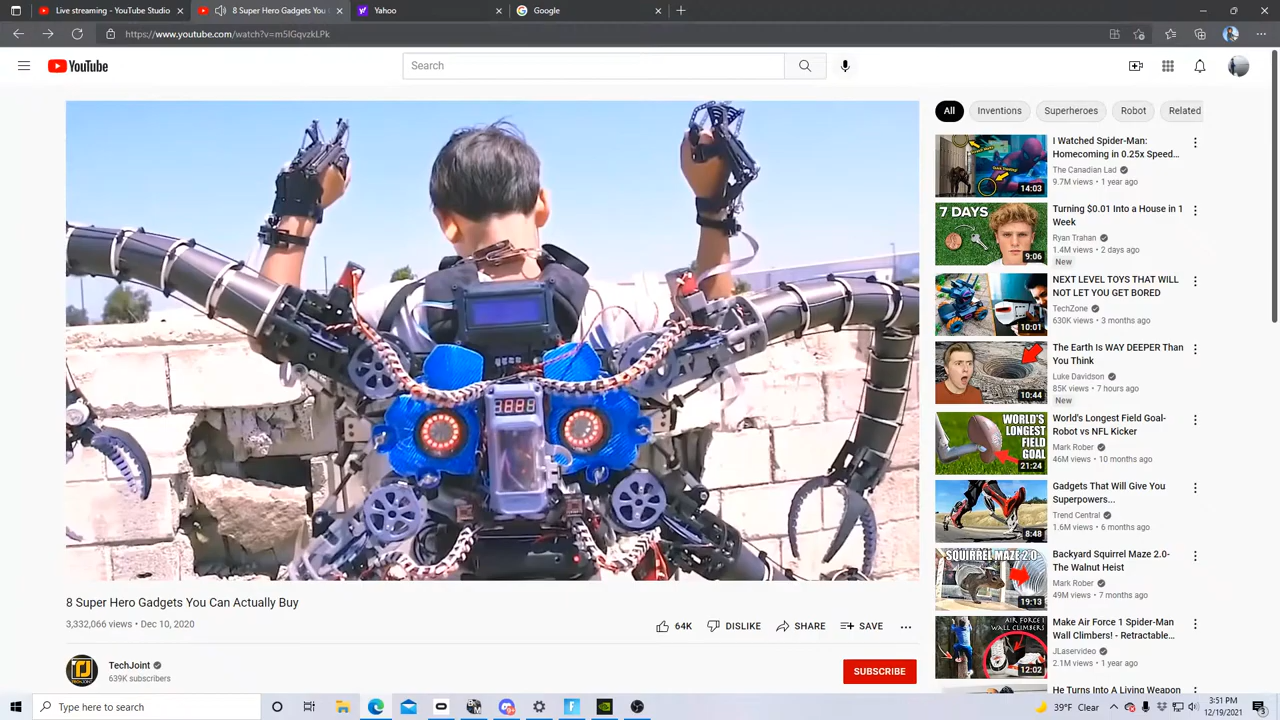 Live streaming - YouTube Studio
8 Super Hero Gadgets You C
Yahoo
Google
https://www.youtube.com/watch?v=m5IGqvzkLPk
YouTube
Search
All
Inventions
Superheroes
Robot
Related
I Watched Spider-Man:
Homecoming in 0.25x Speed...
The Canadian Lad
9.7M views • 1 year ago
14:03
7 DAYS
9:06
Turning $0.01 Into a House in 1
Week
Ryan Trahan
1.4M views • 2 days ago
New
10:01
NEXT LEVEL TOYS THAT WILL
NOT LET YOU GET BORED
TechZone
630K views • 3 months ago
10:44
The Earth Is WAY DEEPER Than
You Think
Luke Davidson
85K views • 7 hours ago
New
WORLD'S
LONGEST
FIELD
GOAL
21:24
World's Longest Field Goal-
Robot vs NFL Kicker
Mark Rober
46M views • 10 months ago
8:48
Gadgets That Will Give You
Superpowers...
Trend Central
1.6M views • 6 months ago
SQUIRREL MAZE 2.0
19:13
Backyard Squirrel Maze 2.0-
The Walnut Heist
Mark Rober
49M views • 7 months ago
AIR FORCE 1
WALL CLIMBERS
12:02
Make Air Force 1 Spider-Man
Wall Climbers! - Retractable...
JLaservideo
2.1M views • 1 year ago
He Turns Into A Living Weapon
8 Super Hero Gadgets You Can Actually Buy
3,332,066 views • Dec 10, 2020
64K
DISLIKE
SHARE
SAVE
TechJoint
639K subscribers
SUBSCRIBE
Type here to search
39°F Clear
3:51 PM
12/19/2021